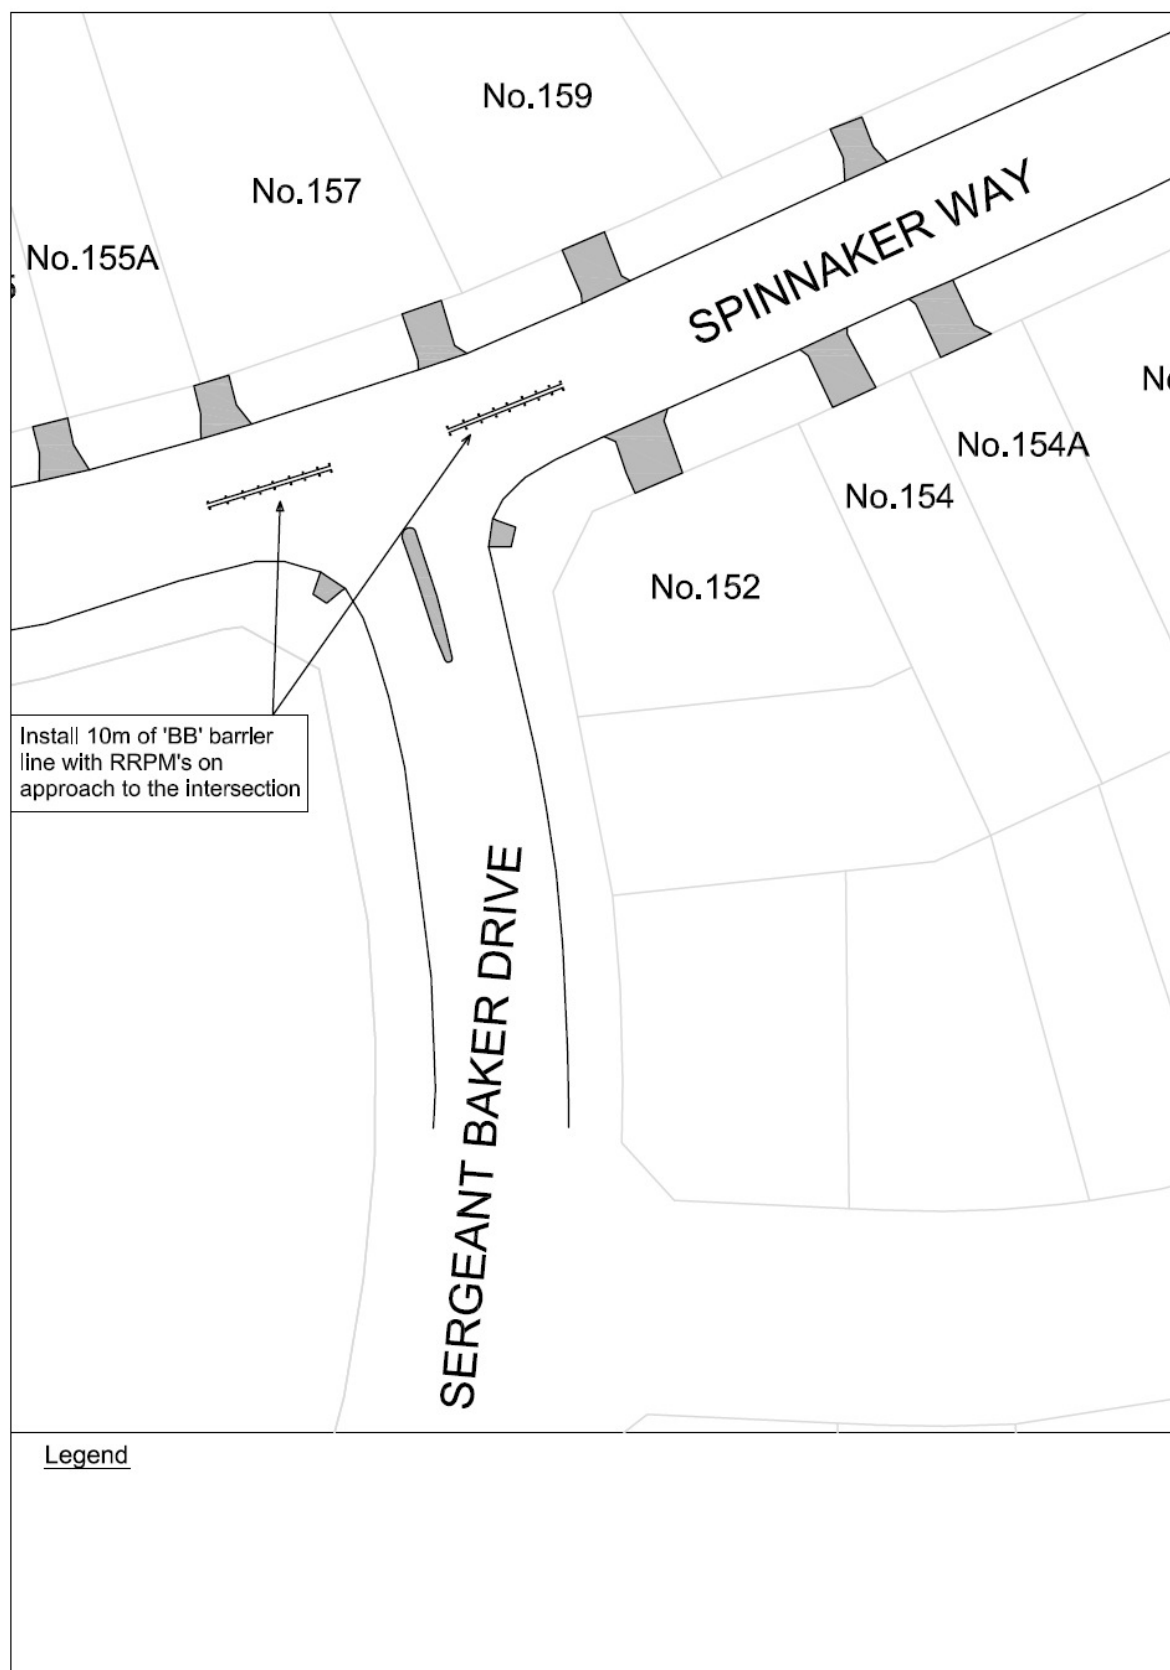 No.159
No.157
No.155A
SPINNAKER WAY
No.154A
No.154
No.152
Install 10m of 'BB' barrier
line with RRPM's on
approach to the intersection
SERGEANT BAKER DRIVE
Legend